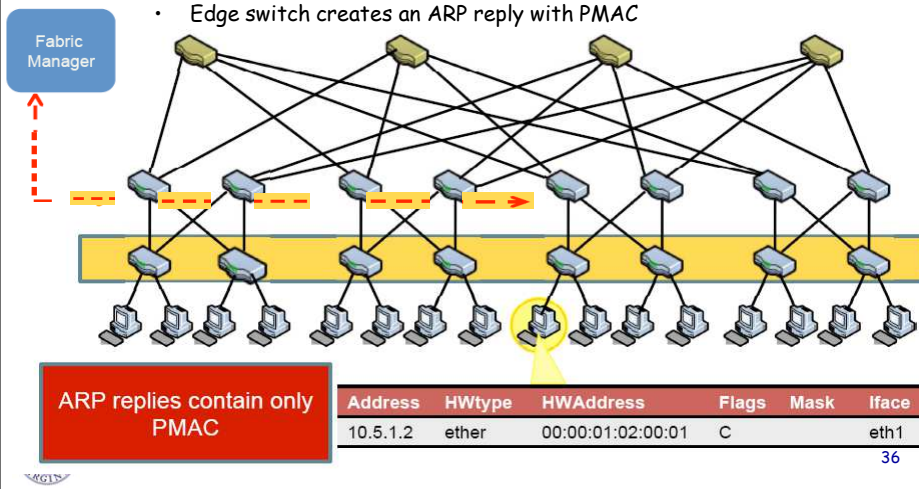 • Edge switch creates an ARP reply with PMAC
Fabric
Manager
ARP replies contain only
PMAC
Address HWtype HWAddress Flags Mask Iface
10.5.1.2 ether 00:00:01:02:00:01 C eth1
36